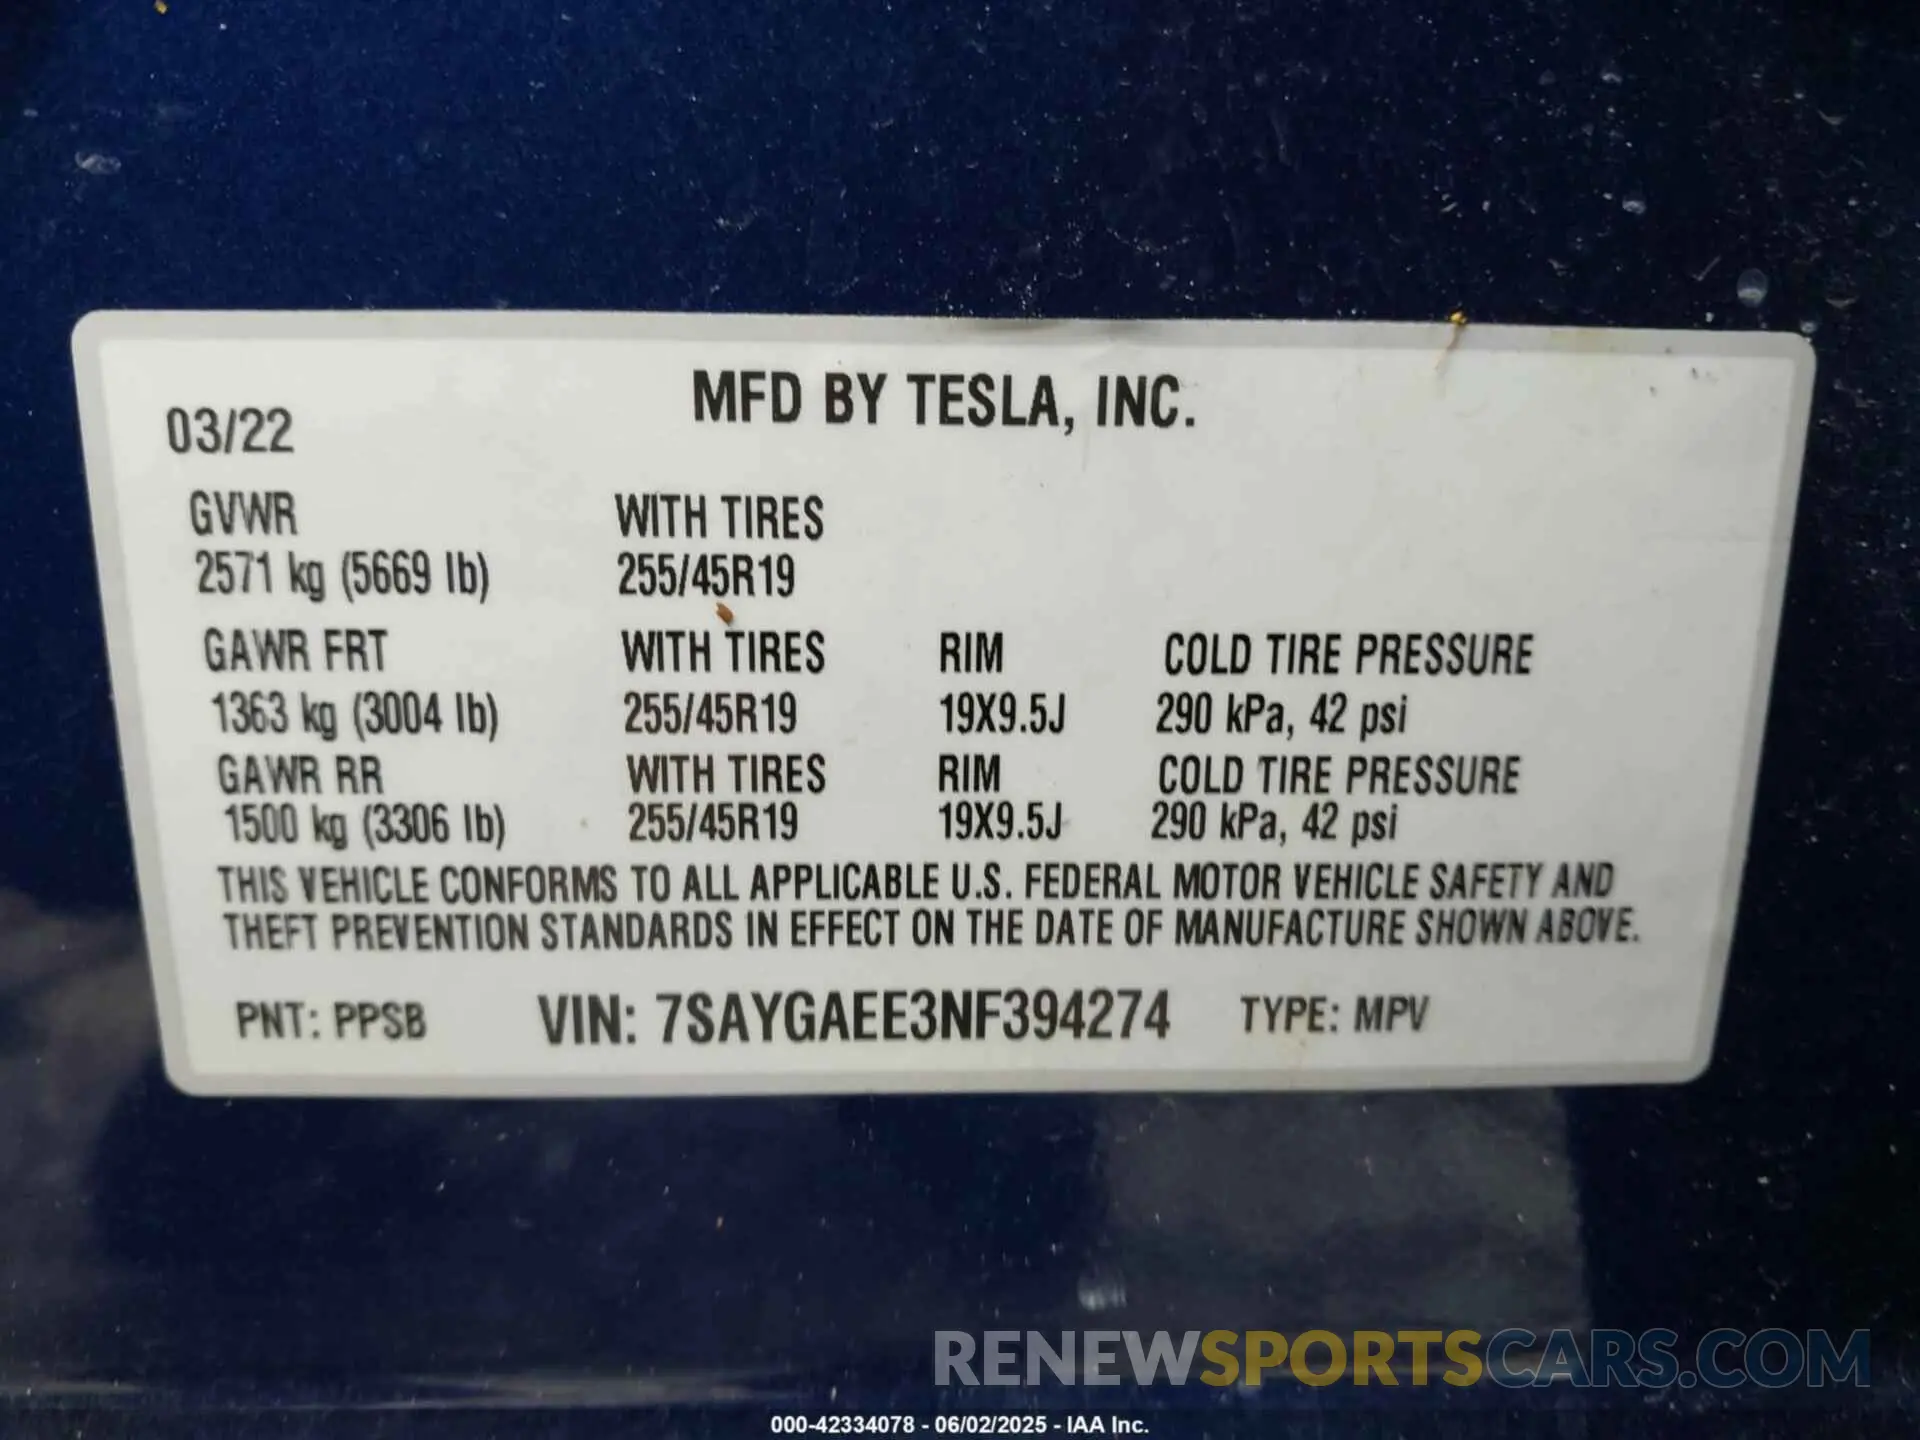 MFD BY TESLA, INC.
03/22
GVWR WITH TIRES
2571 kg (5669 lb) 255/45R19
GAWR FRT WITH TIRES RIM COLD TIRE PRESSURE
1363 kg (3004 lb) 255/45R19 19X9.5J 290 kPa, 42 psi
GAWR RR WITH TIRES RIM COLD TIRE PRESSURE
1500 kg (3306 lb) 255/45R19 19X9.5J 290 kPa, 42 psi
THIS VEHICLE CONFORMS TO ALL APPLICABLE U.S. FEDERAL MOTOR VEHICLE SAFETY AND
THEFT PREVENTION STANDARDS IN EFFECT ON THE DATE OF MANUFACTURE SHOWN ABOVE.
PNT: PPSB VIN: 7SAYGAEE3NF394274 TYPE: MPV
RENEWSPORTSCARS.COM
000-42334078 - 06/02/2025 - IAA Inc.